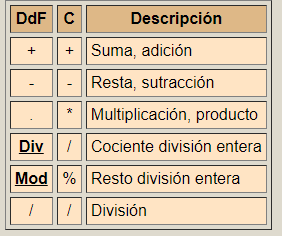 DdF C Descripción
+ + Suma, adición
- - Resta, sutracción
. * Multiplicación, producto
Div / Cociente división entera
Mod % Resto división entera
/ / División